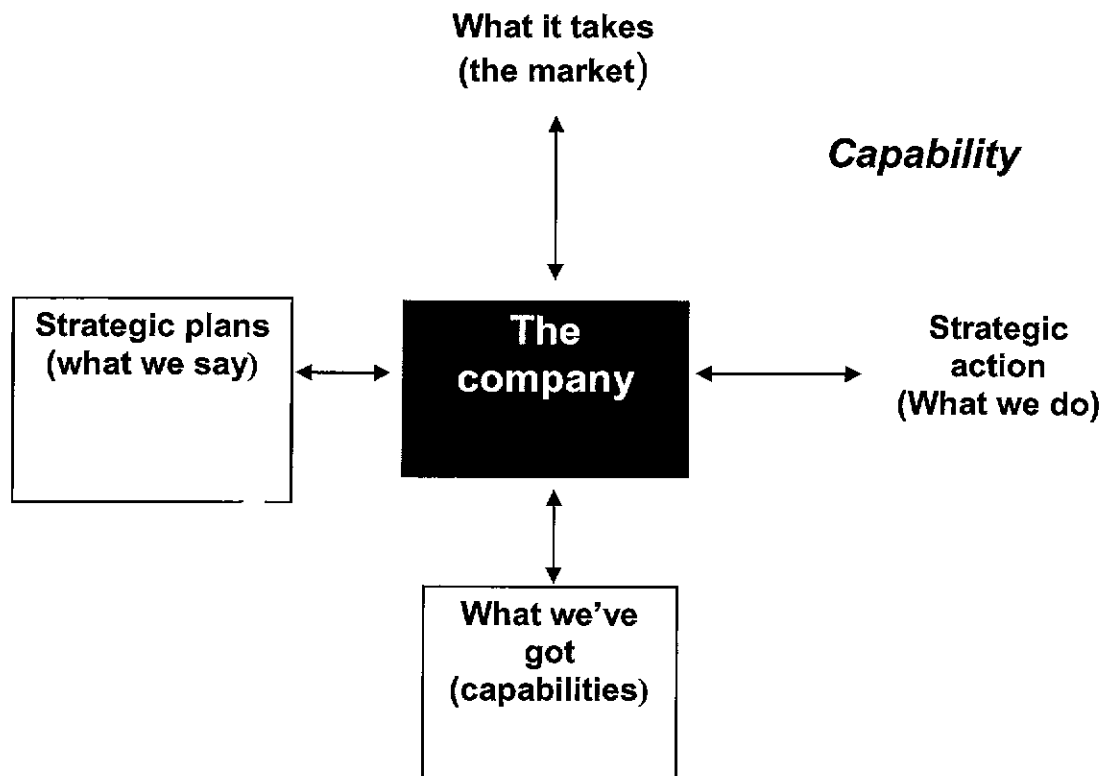 What it takes
(the market)
Capability
Strategic plans
(what we say)
The
company
Strategic
action
(What we do)
What we've
got
(capabilities)